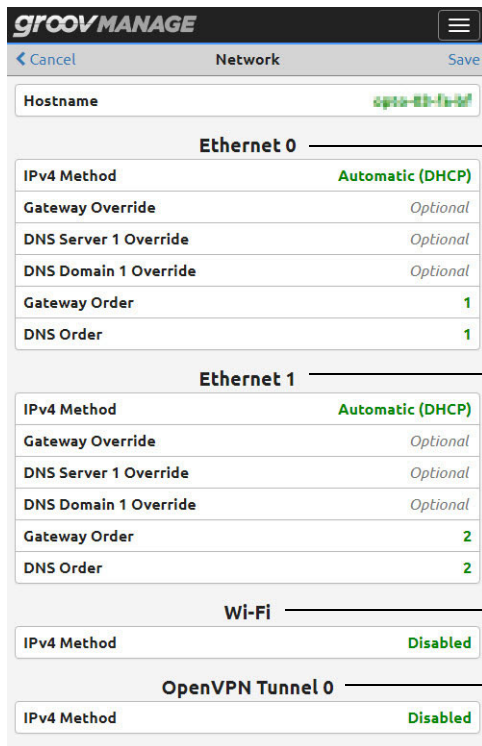 groov MANAGE
Cancel Network Save
Hostname
Ethernet 0
IPv4 Method Automatic (DHCP)
Gateway Override Optional
DNS Server 1 Override Optional
DNS Domain 1 Override Optional
Gateway Order 1
DNS Order 1
Ethernet 1
IPv4 Method Automatic (DHCP)
Gateway Override Optional
DNS Server 1 Override Optional
DNS Domain 1 Override Optional
Gateway Order 2
DNS Order 2
Wi-Fi
IPv4 Method Disabled
OpenVPN Tunnel 0
IPv4 Method Disabled